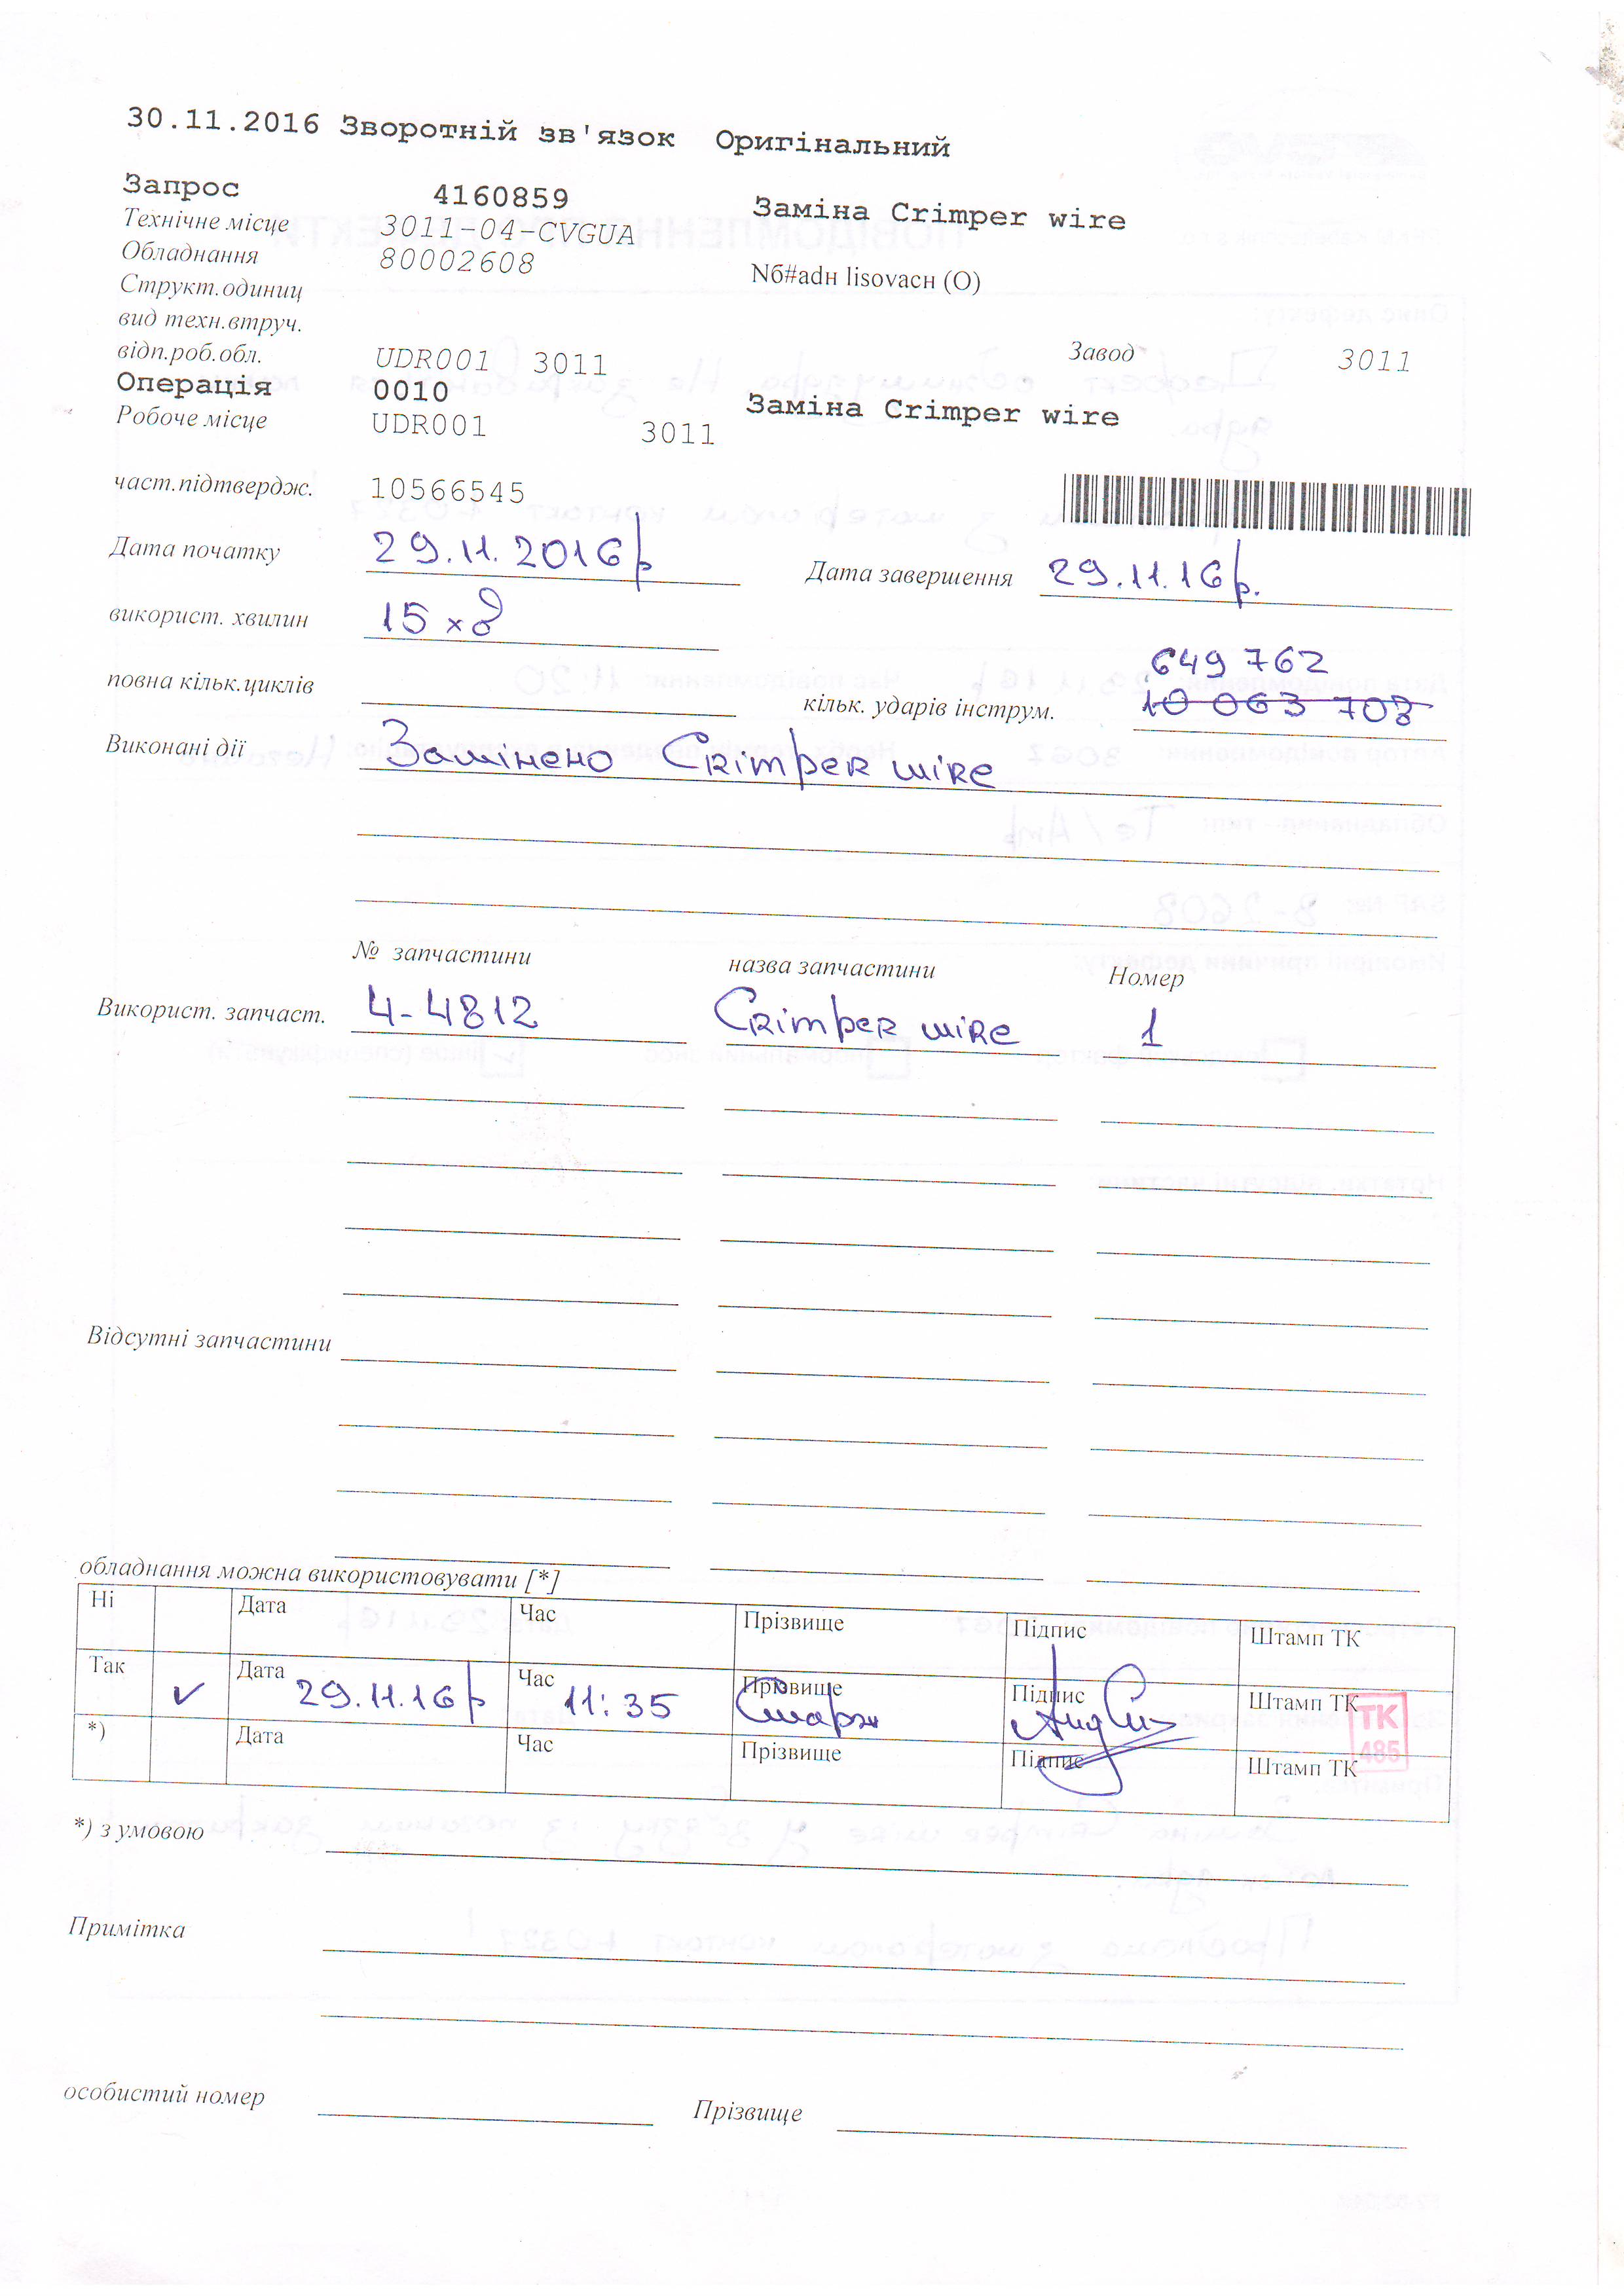 30.11.2016 Зворотній зв'язок Оригінальний
Запрос 4160859 Заміна Crimper wire
Технічне місце 3011-04-CVGUA
Обладнання 80002608 Nб#adн lisovасн (O)
Структ.одиниц
вид техн.втруч.
відп.роб.обл. UDR001 3011 Завод 3011
Операція 0010 Заміна Crimper wire
Робоче місце UDR001 3011
част.підтвердж. 10566545
Дата початку 29.11.2016р Дата завершення 29.11.16р.
використ. хвилин 15 хв
649 762
повна кільк.циклів кільк. ударів інструм. 10 063 708
Виконані дії Замінено Crimper wire
№ запчастини назва запчастини Номер
Використ. запчаст. 4-4812 Crimper wire 1
Відсутні запчастини
обладнання можна використовувати [*]
Ні Дата Час Прізвище Підпис Штамп ТК
Так Дата 29.11.16р Час 11:35 Прізвище Підпис Штамп ТК ТК 485
*) Дата Час Прізвище Підпис Штамп ТК
*) з умовою
Примітка
особистий номер Прізвище